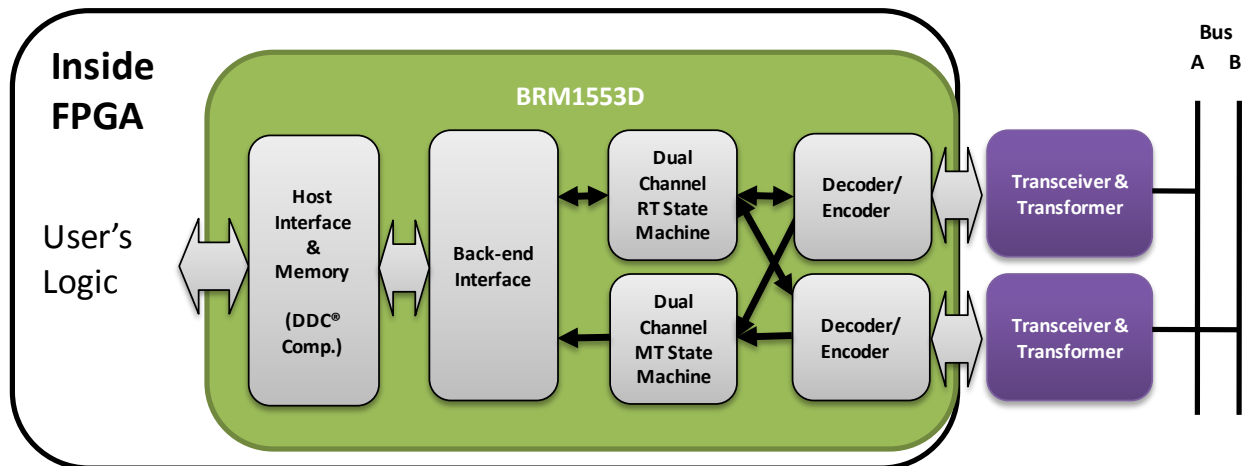 Inside
FPGA
User's
Logic
BRM1553D
Host
Interface
&
Memory
(DDC®
Comp.)
Back-end
Interface
Dual
Channel
RT State
Machine
Dual
Channel
MT State
Machine
Decoder/
Encoder
Decoder/
Encoder
Transceiver &
Transformer
Transceiver &
Transformer
Bus
A B